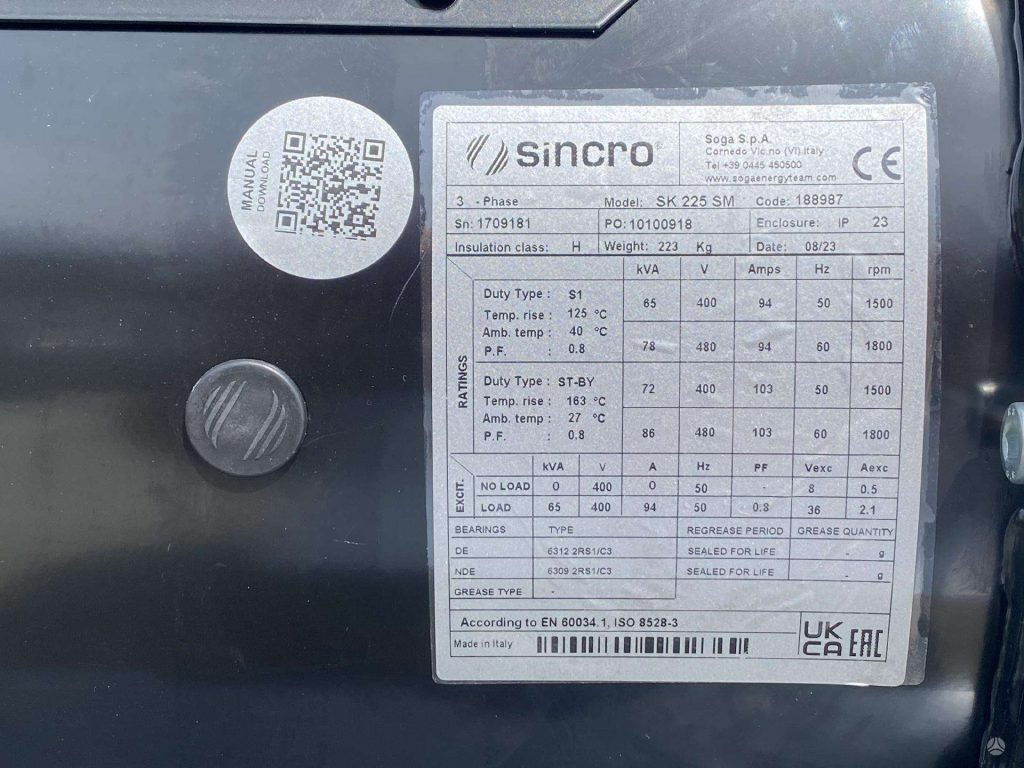 MANUAL
DOWNLOAD
sincro®
Soga S.p.A.
Cornedo Vic.no (VI) Italy
Tel +39 0445 450500
www.sogaenergyteam.com
CE
3 - Phase Model: SK 225 SM Code: 188987
Sn: 1709181 PO: 10100918 Enclosure: IP 23
Insulation class: H Weight: 223 Kg Date: 08/23
kVA V Amps Hz rpm
RATINGS
Duty Type : S1
Temp. rise : 125 °C
Amb. temp : 40 °C
P.F. : 0.8
65 400 94 50 1500
78 480 94 60 1800
Duty Type : ST-BY
Temp. rise : 163 °C
Amb. temp : 27 °C
P.F. : 0.8
72 400 103 50 1500
86 480 103 60 1800
EXCIT.
kVA V A Hz PF Vexc Aexc
NO LOAD 0 400 0 50 - 8 0.5
LOAD 65 400 94 50 0.8 36 2.1
BEARINGS TYPE REGREASE PERIOD GREASE QUANTITY
DE 6312 2RS1/C3 SEALED FOR LIFE - g
NDE 6309 2RS1/C3 SEALED FOR LIFE - g
GREASE TYPE -
According to EN 60034.1, ISO 8528-3
Made in Italy
UK
CA
EAC